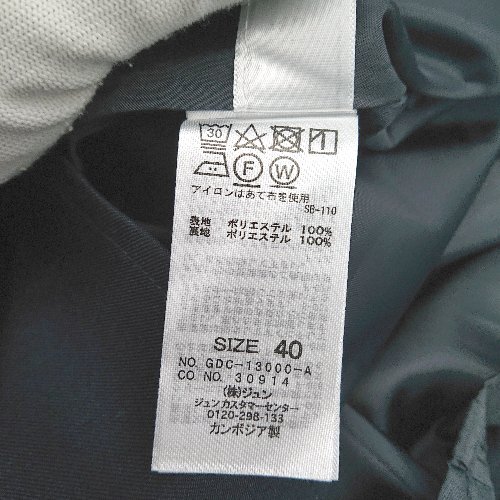 30
F W
アイロンはあて布を使用
SB-110
表地 ポリエステル 100%
裏地 ポリエステル 100%
SIZE 40
NO. GDC-13000-A
CO NO. 30914
(株)ジュン
ジュンカスタマーセンター
0120-298-133
カンボジア製